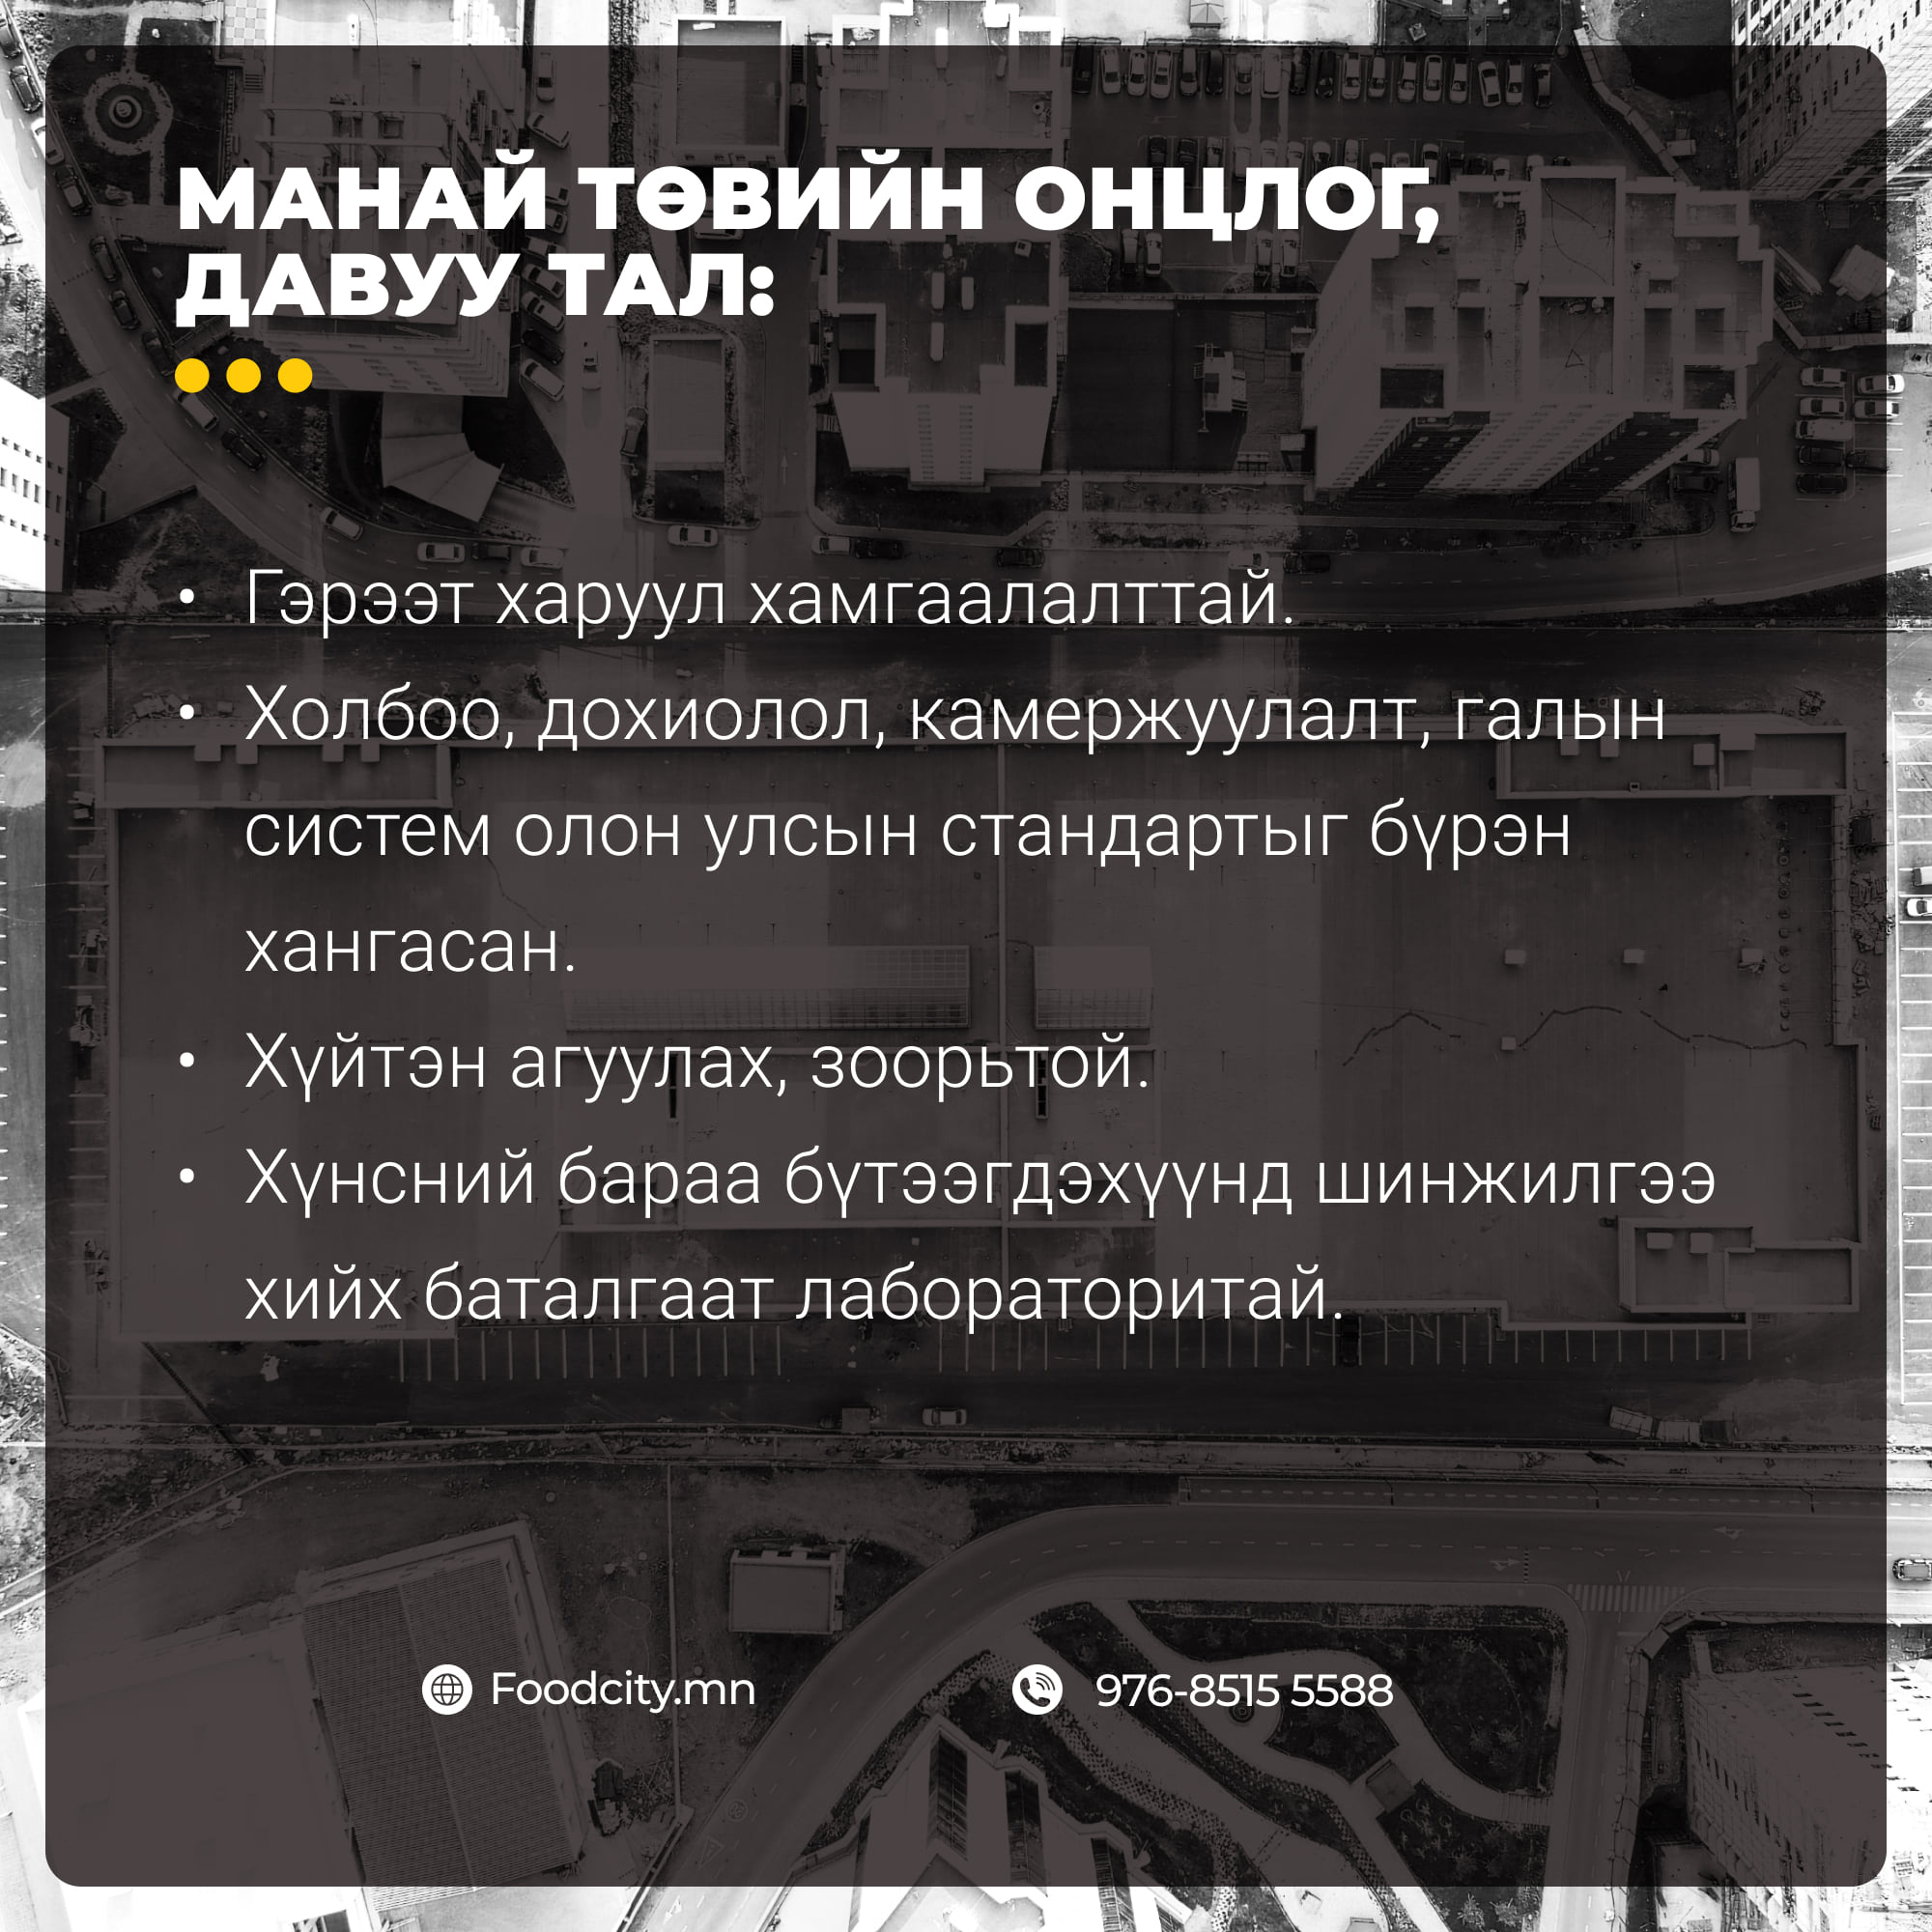 МАНАЙ ТӨВИЙН ОНЦЛОГ,
ДАВУУ ТАЛ:
• Гэрээт харуул хамгаалалттай.
• Холбоо, дохиолол, камержуулалт, галын
систем олон улсын стандартыг бүрэн
хангасан.
• Хүйтэн агуулах, зоорьтой.
• Хүнсний бараа бүтээгдэхүүнд шинжилгээ
хийх баталгаат лабораторитай.
Foodcity.mn
976-8515 5588